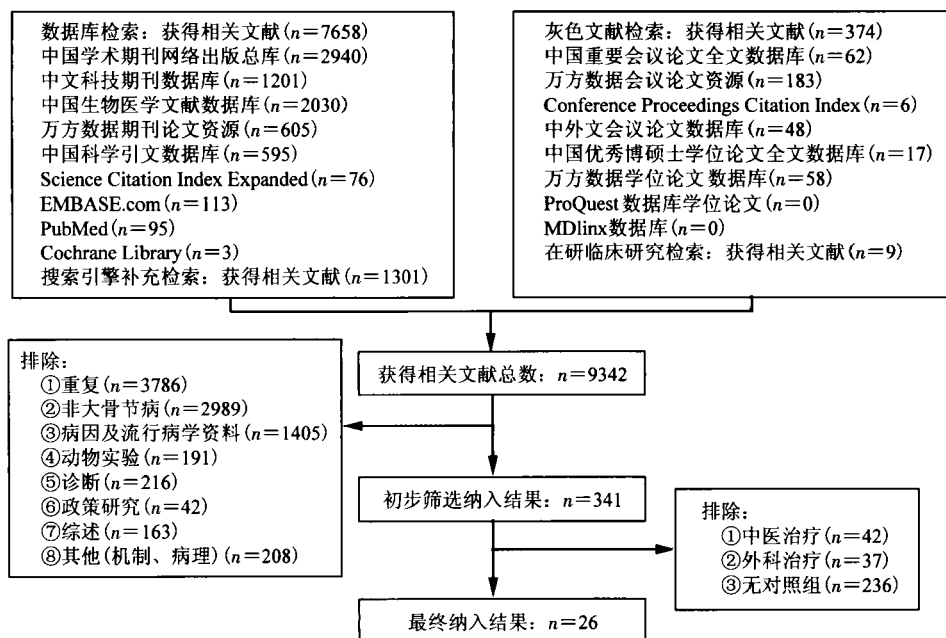 数据库检索：获得相关文献(n=7658)
中国学术期刊网络出版总库(n=2940)
中文科技期刊数据库(n=1201)
中国生物医学文献数据库(n=2030)
万方数据期刊论文资源(n=605)
中国科学引文数据库(n=595)
Science Citation Index Expanded(n=76)
EMBASE.com(n=113)
PubMed(n=95)
Cochrane Library(n=3)
搜索引擎补充检索：获得相关文献(n=1301)
灰色文献检索：获得相关文献(n=374)
中国重要会议论文全文数据库(n=62)
万方数据会议论文资源(n=183)
Conference Proceedings Citation Index(n=6)
中外文会议论文数据库(n=48)
中国优秀博硕士学位论文全文数据库(n=17)
万方数据学位论文数据库(n=58)
ProQuest数据库学位论文(n=0)
MDlinx数据库(n=0)
在研临床研究检索：获得相关文献(n=9)
获得相关文献总数：n=9342
排除：
①重复(n=3786)
②非大骨节病(n=2989)
③病因及流行病学资料(n=1405)
④动物实验(n=191)
⑤诊断(n=216)
⑥政策研究(n=42)
⑦综述(n=163)
⑧其他(机制、病理)(n=208)
初步筛选纳入结果：n=341
排除：
①中医治疗(n=42)
②外科治疗(n=37)
③无对照组(n=236)
最终纳入结果：n=26